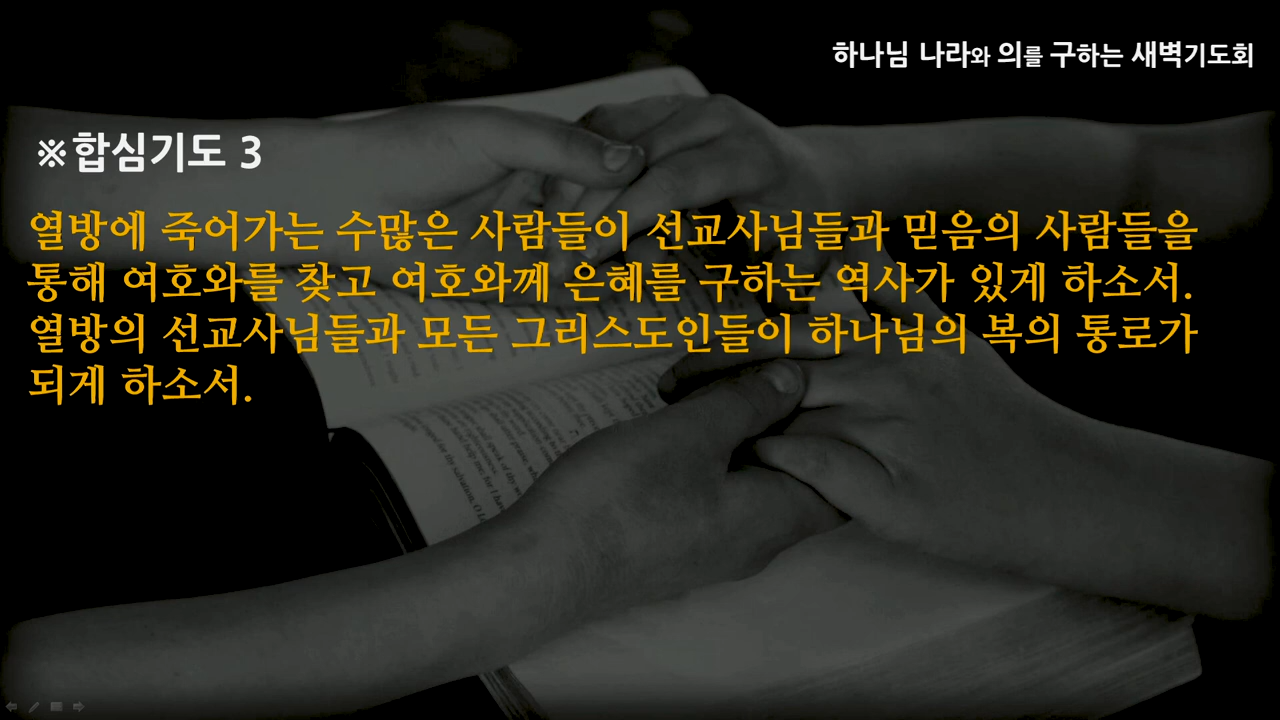 하나님 나라와 의를 구하는 새벽기도회
※합심기도 3
열방에 죽어가는 수많은 사람들이 선교사님들과 믿음의 사람들을
통해 여호와를 찾고 여호와께 은혜를 구하는 역사가 있게 하소서.
열방의 선교사님들과 모든 그리스도인들이 하나님의 복의 통로가
되게 하소서.